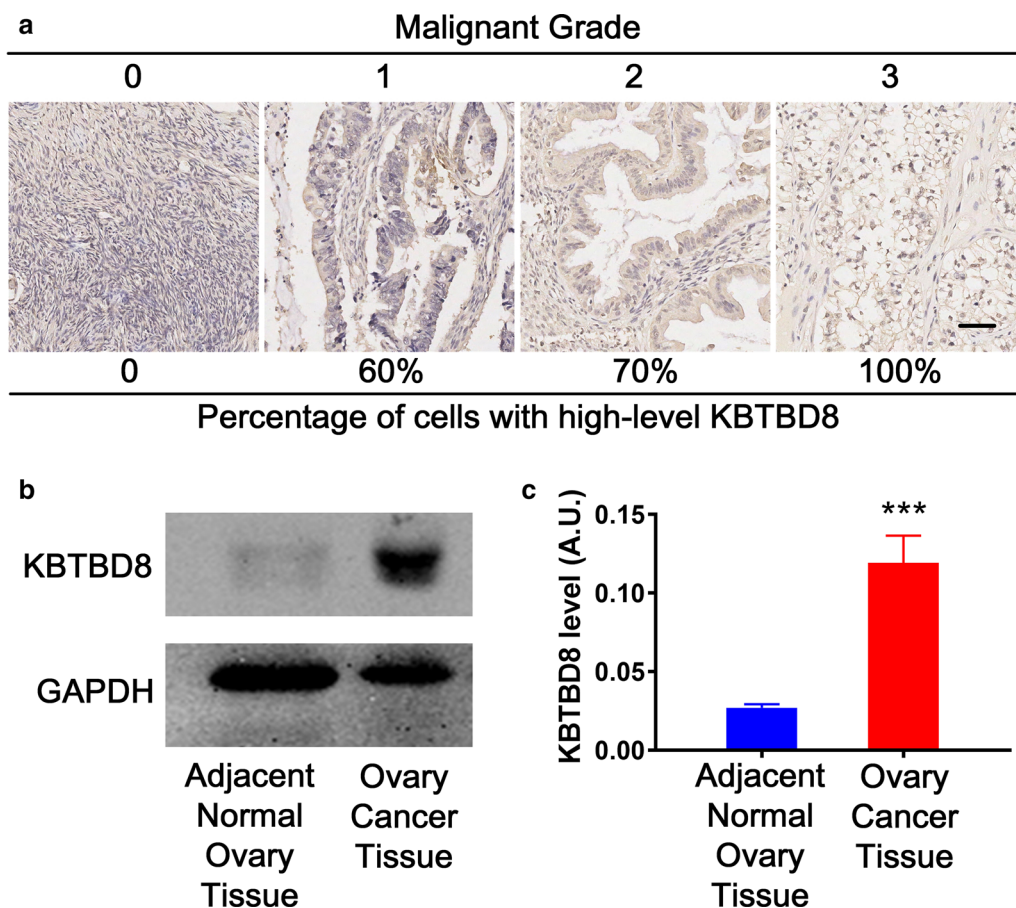 a
Malignant Grade
0 1 2 3
0 60% 70% 100%
Percentage of cells with high-level KBTBD8
b
KBTBD8
GAPDH
Adjacent
Normal
Ovary
Tissue
Ovary
Cancer
Tissue
c
KBTBD8 level (A.U.)
0.15
0.10
0.05
0.00
***
Adjacent
Normal
Ovary
Tissue
Ovary
Cancer
Tissue